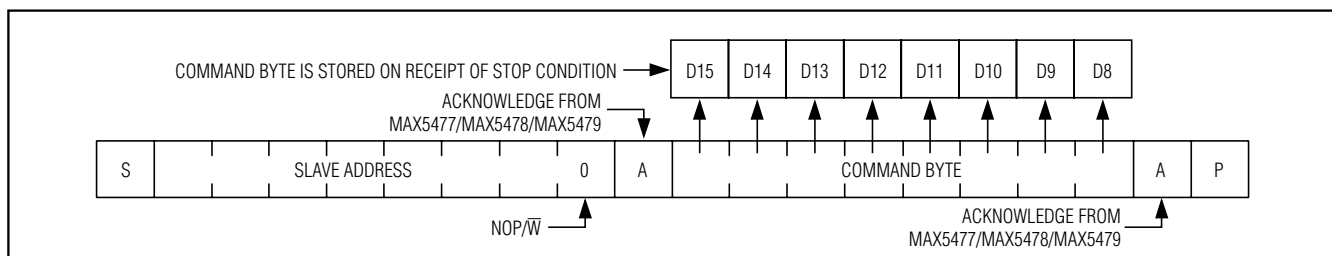 COMMAND BYTE IS STORED ON RECEIPT OF STOP CONDITION
D15 D14 D13 D12 D11 D10 D9 D8
ACKNOWLEDGE FROM
MAX5477/MAX5478/MAX5479
S SLAVE ADDRESS 0 A COMMAND BYTE A P
NOP/W̅
ACKNOWLEDGE FROM
MAX5477/MAX5478/MAX5479